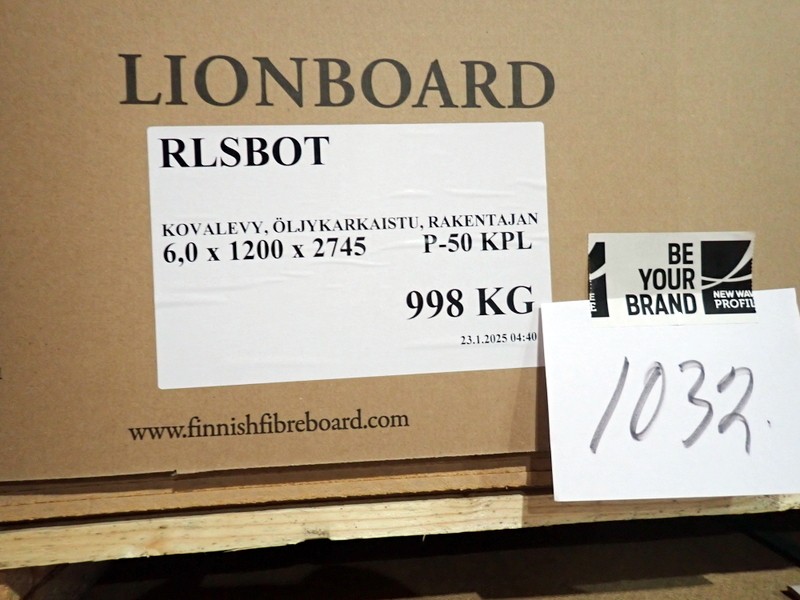 LIONBOARD
RLSBOT
KOVALEVY, ÖLJYKARKAISTU, RAKENTAJAN
6,0 x 1200 x 2745 P-50 KPL
998 KG
23.1.2025 04:40
www.finnishfibreboard.com
BE
YOUR
BRAND
NEW WAV
PROFIL
1032.